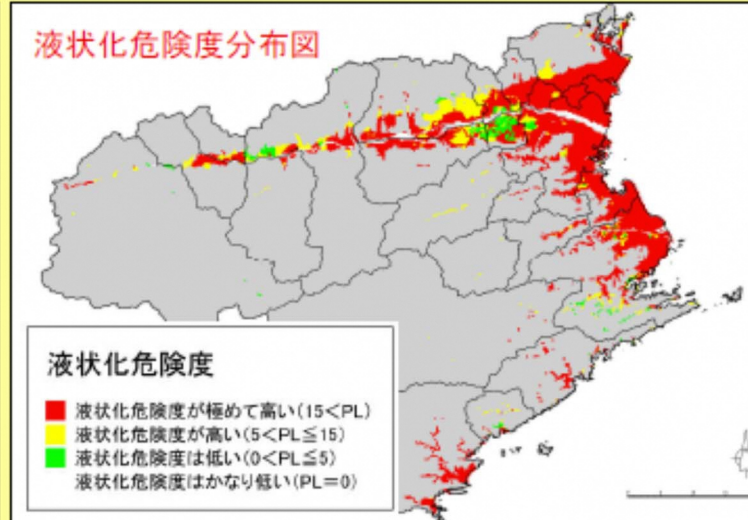 液状化危険度分布図
液状化危険度
液状化危険度が極めて高い(15<PL)
液状化危険度が高い(5<PL≦15)
液状化危険度は低い(0<PL≦5)
液状化危険度はかなり低い(PL=0)